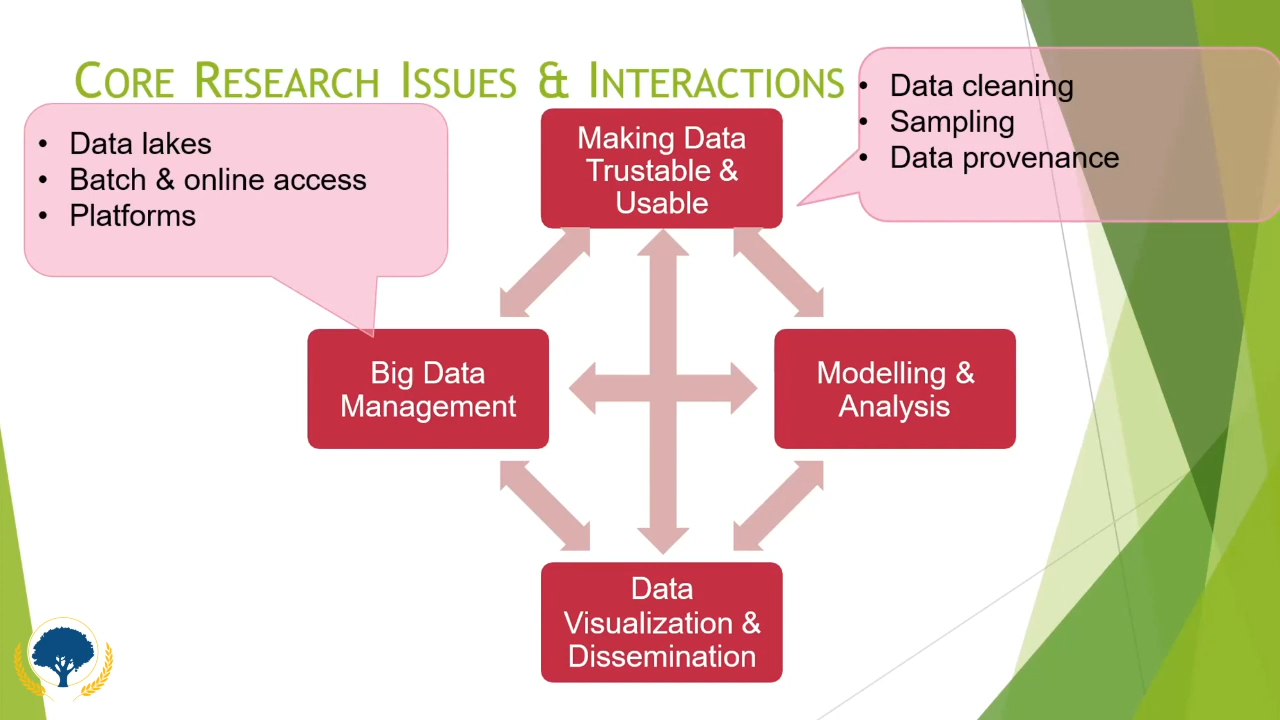 CORE RESEARCH ISSUES & INTERACTIONS
• Data lakes
• Batch & online access
• Platforms
• Data cleaning
• Sampling
• Data provenance
Making Data
Trustable &
Usable
Big Data
Management
Modelling &
Analysis
Data
Visualization &
Dissemination